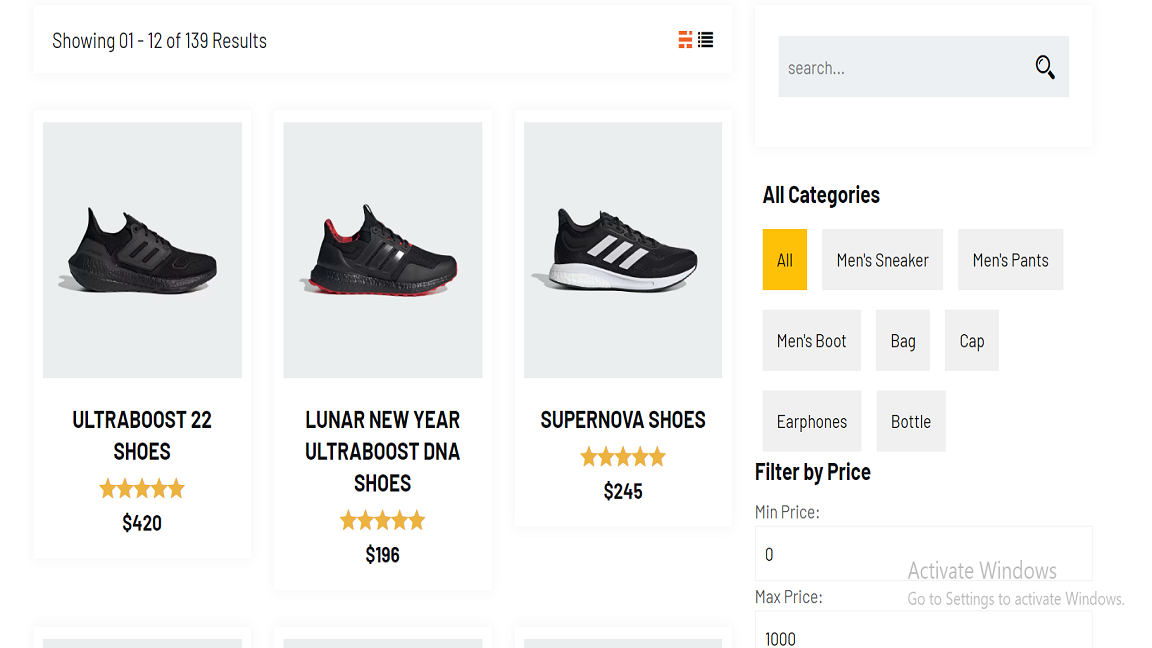 Showing 01 - 12 of 139 Results
search...
ULTRABOOST 22
SHOES
$420
LUNAR NEW YEAR
ULTRABOOST DNA
SHOES
$196
SUPERNOVA SHOES
$245
All Categories
All
Men's Sneaker
Men's Pants
Men's Boot
Bag
Cap
Earphones
Bottle
Filter by Price
Min Price:
0
Max Price:
1000
Activate Windows
Go to Settings to activate Windows.